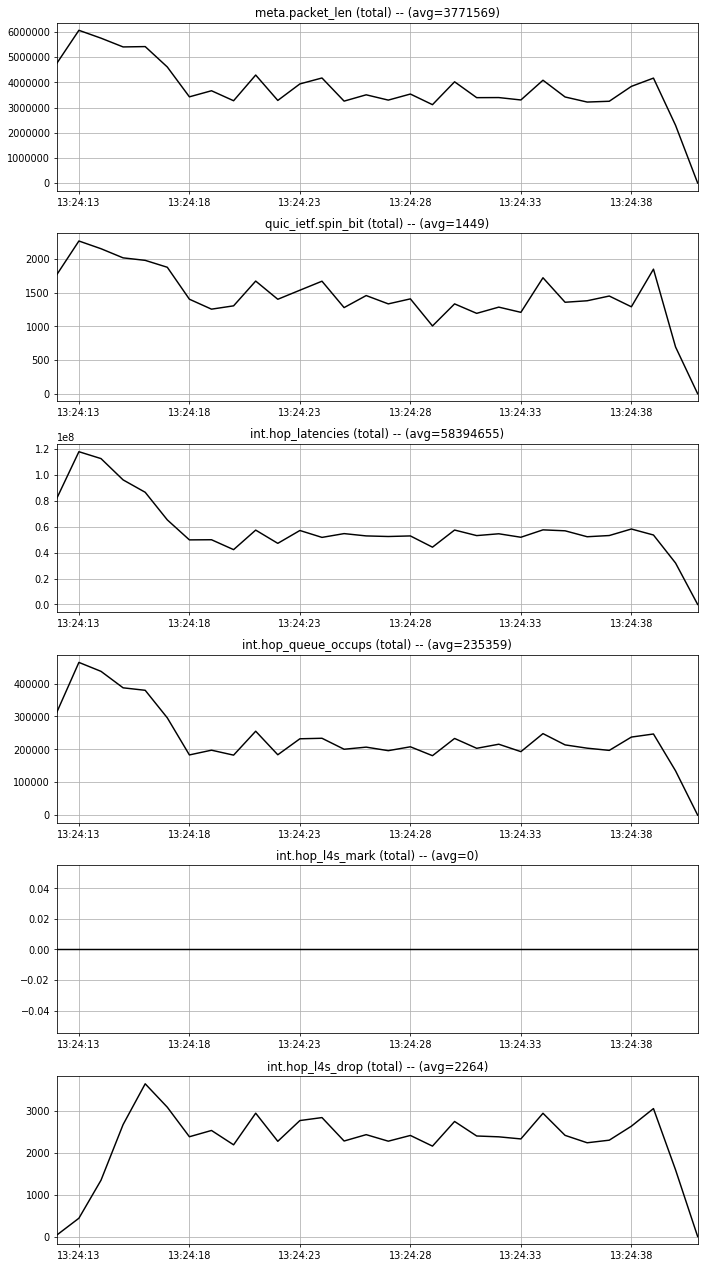 meta.packet_len (total) -- (avg=3771569)
6000000
5000000
4000000
3000000
2000000
1000000
0
13:24:13 13:24:18 13:24:23 13:24:28 13:24:33 13:24:38
quic_ietf.spin_bit (total) -- (avg=1449)
2000
1500
1000
500
0
13:24:13 13:24:18 13:24:23 13:24:28 13:24:33 13:24:38
int.hop_latencies (total) -- (avg=58394655)
1e8
1.2
1.0
0.8
0.6
0.4
0.2
0.0
13:24:13 13:24:18 13:24:23 13:24:28 13:24:33 13:24:38
int.hop_queue_occups (total) -- (avg=235359)
400000
300000
200000
100000
0
13:24:13 13:24:18 13:24:23 13:24:28 13:24:33 13:24:38
int.hop_l4s_mark (total) -- (avg=0)
0.04
0.02
0.00
−0.02
−0.04
13:24:13 13:24:18 13:24:23 13:24:28 13:24:33 13:24:38
int.hop_l4s_drop (total) -- (avg=2264)
3000
2000
1000
0
13:24:13 13:24:18 13:24:23 13:24:28 13:24:33 13:24:38